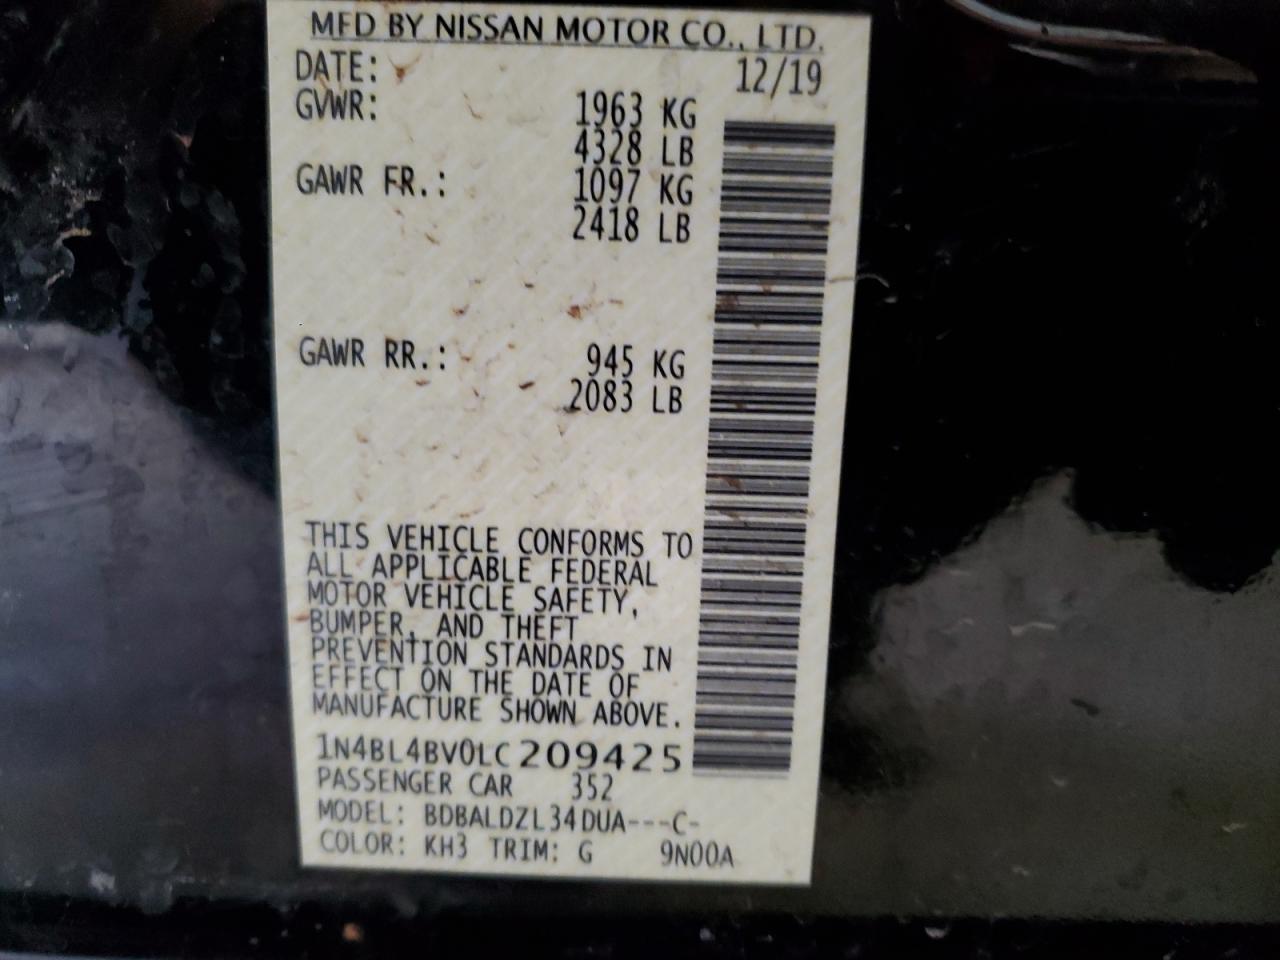 MFD BY NISSAN MOTOR CO., LTD.
DATE: 12/19
GVWR: 1963 KG
4328 LB
GAWR FR.: 1097 KG
2418 LB
GAWR RR.: 945 KG
2083 LB
THIS VEHICLE CONFORMS TO
ALL APPLICABLE FEDERAL
MOTOR VEHICLE SAFETY,
BUMPER, AND THEFT
PREVENTION STANDARDS IN
EFFECT ON THE DATE OF
MANUFACTURE SHOWN ABOVE.
1N4BL4BV0LC209425
PASSENGER CAR 352
MODEL: BDBALDZL34DUA---C-
COLOR: KH3 TRIM: G 9N00A